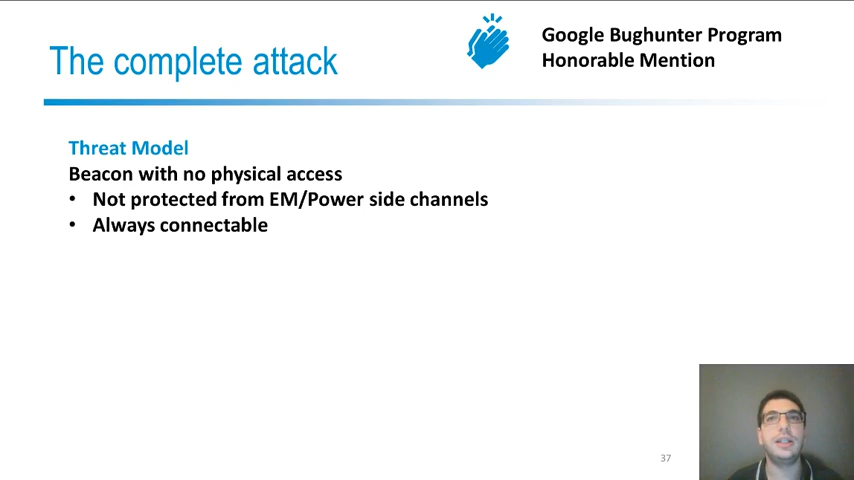 The complete attack
Google Bughunter Program
Honorable Mention
Threat Model
Beacon with no physical access
• Not protected from EM/Power side channels
• Always connectable
37